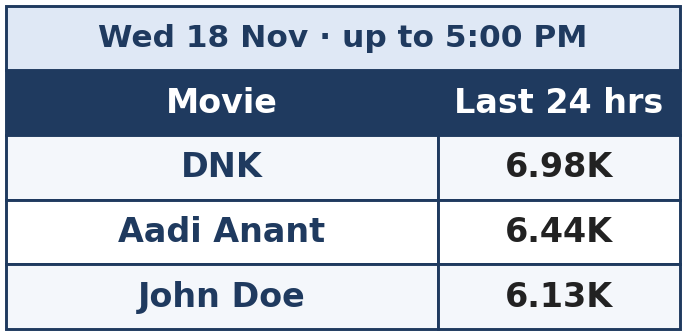 Wed 18 Nov · up to 5:00 PM
Movie Last 24 hrs
DNK 6.98K
Aadi Anant 6.44K
John Doe 6.13K